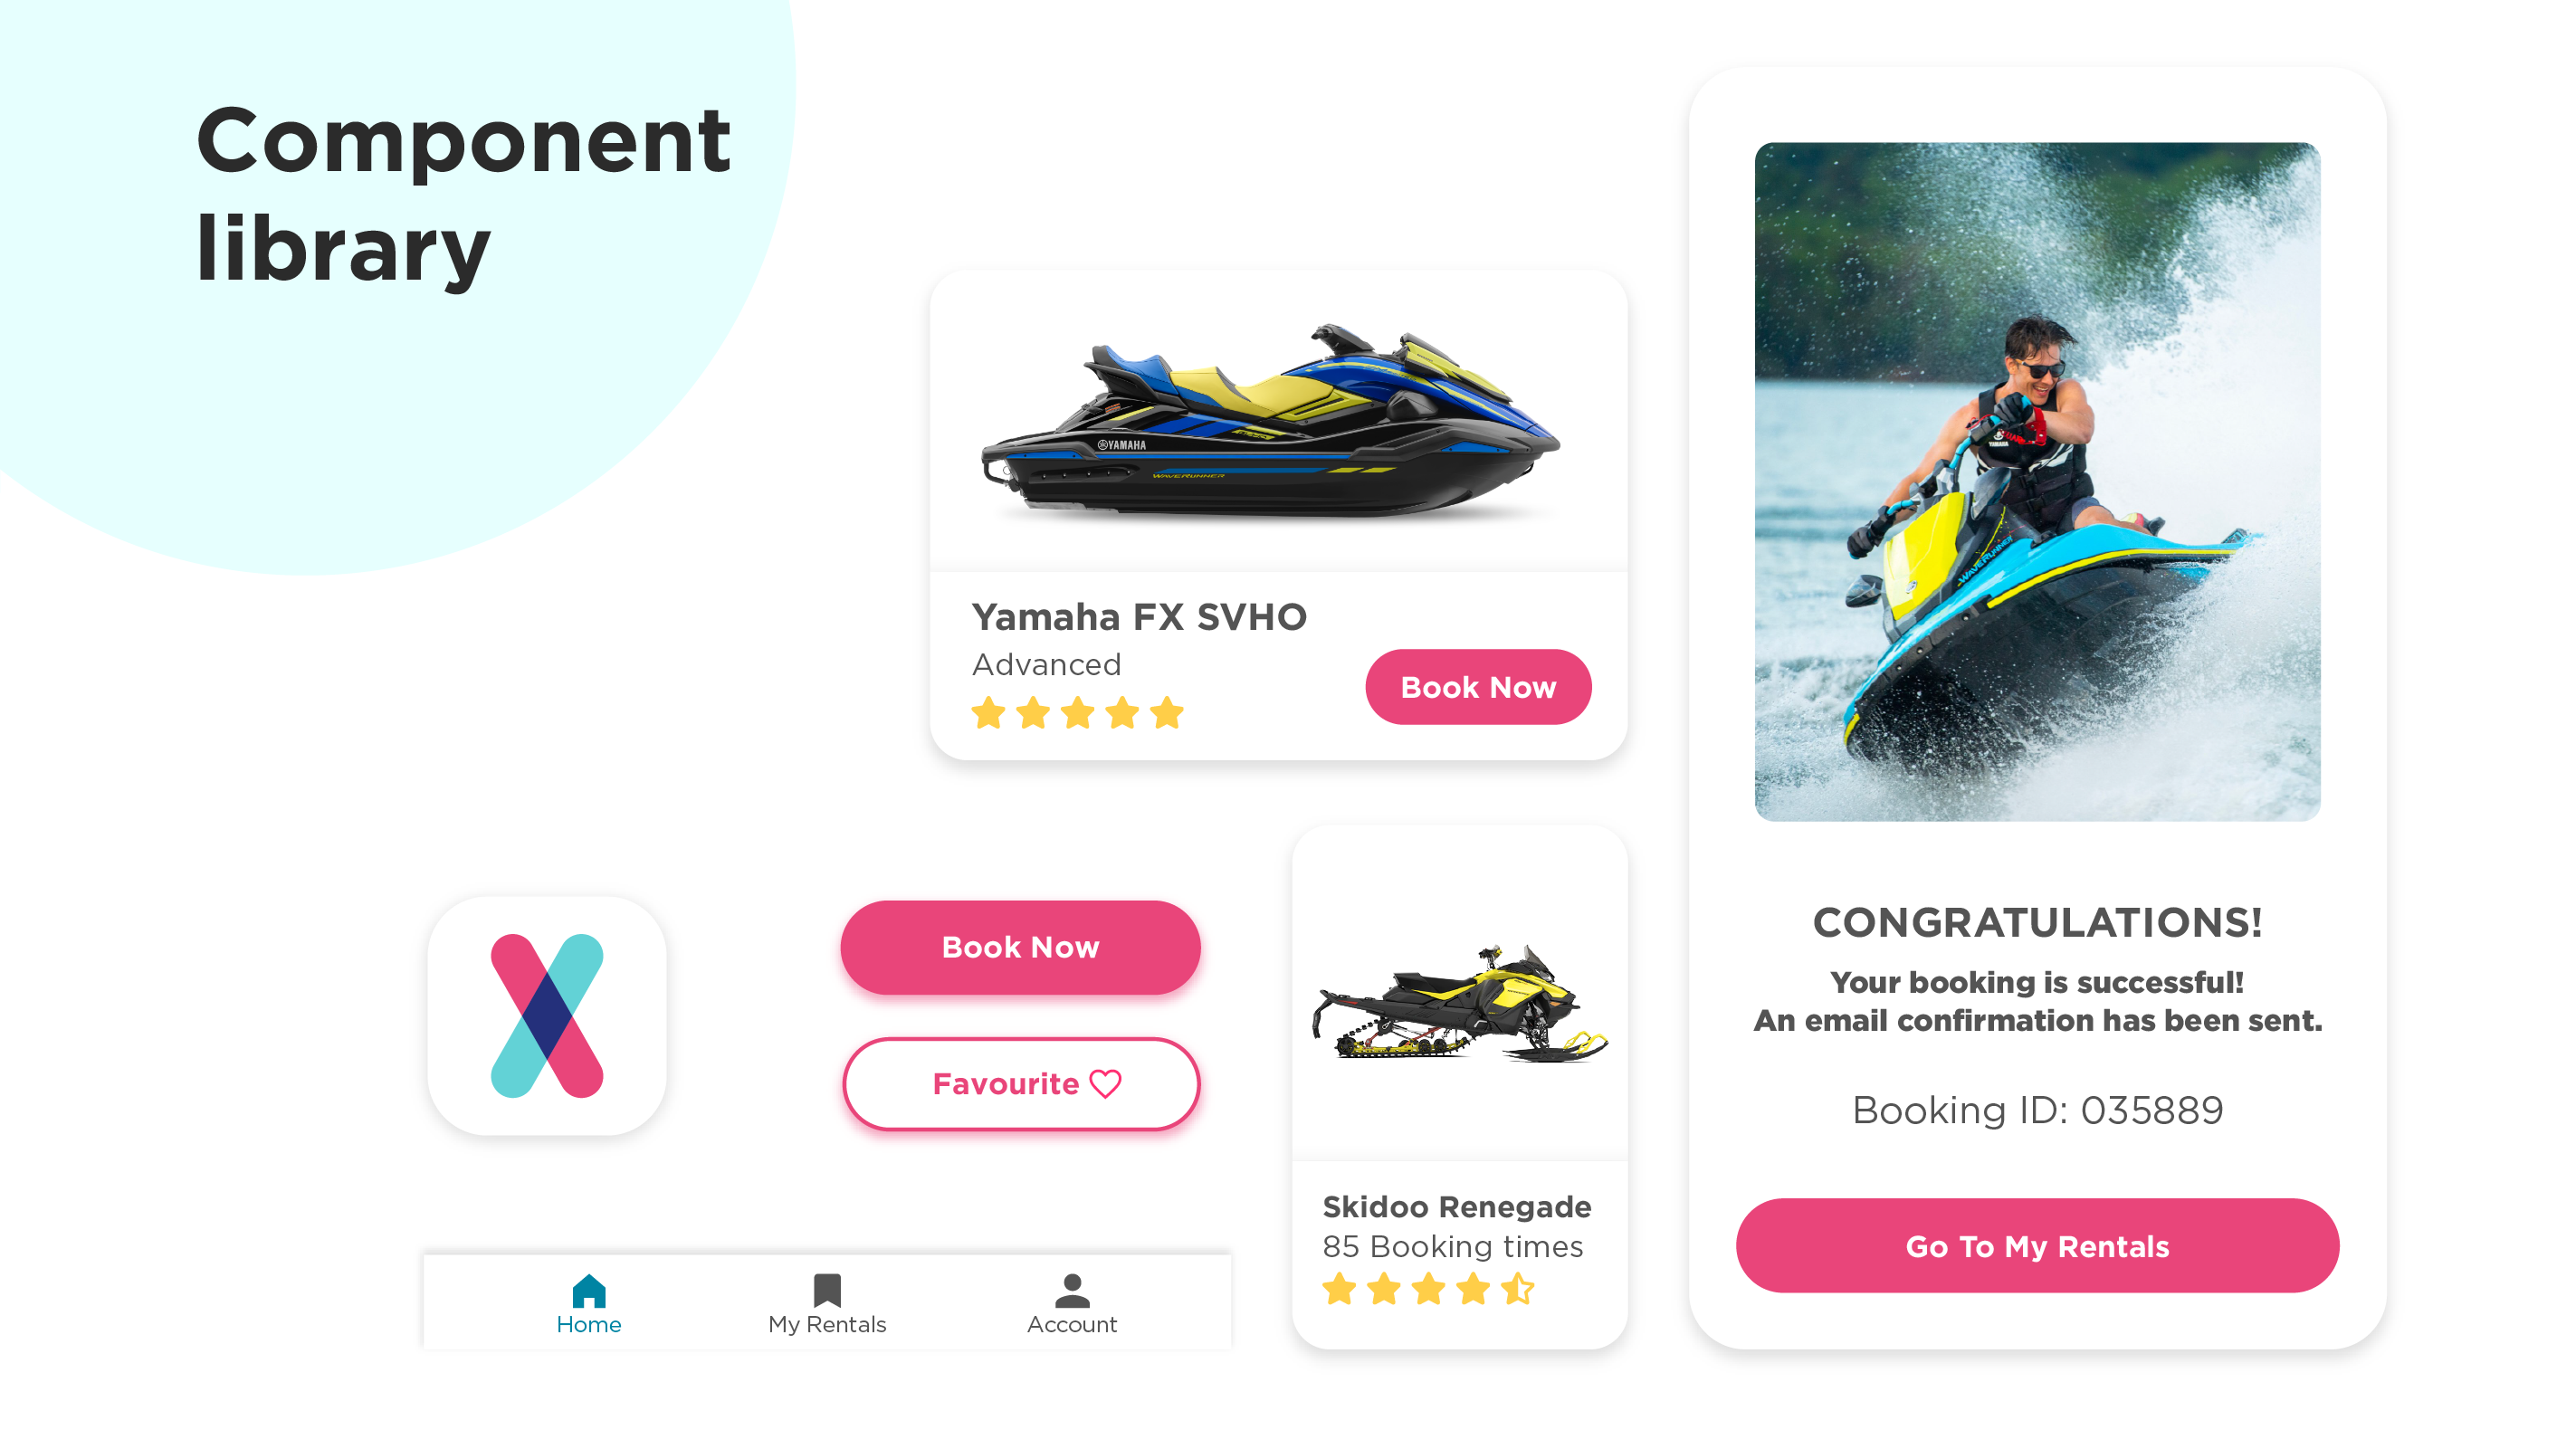 Component
library
YAMAHA
WAVERUNNER
Yamaha FX SVHO
Advanced
Book Now
WAVERUNNER
YAMAHA
CONGRATULATIONS!
Your booking is successful!
An email confirmation has been sent.
Booking ID: 035889
Go To My Rentals
Book Now
Favourite
Skidoo Renegade
85 Booking times
Home
My Rentals
Account